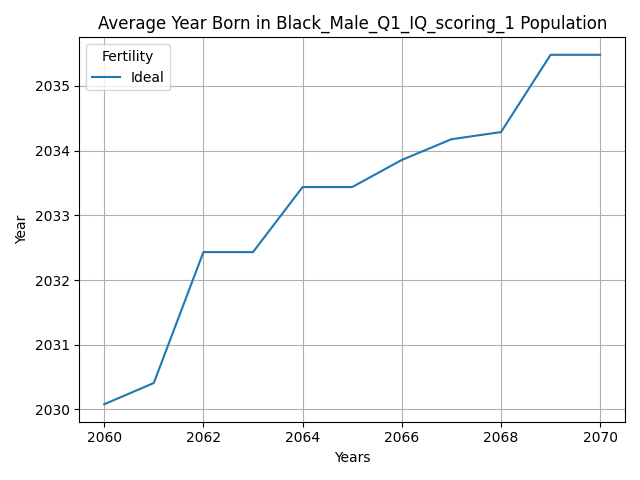 Average Year Born in Black_Male_Q1_IQ_scoring_1 Population
Fertility
Ideal
2035
2034
2033
2032
2031
2030
Year
2060 2062 2064 2066 2068 2070
Years